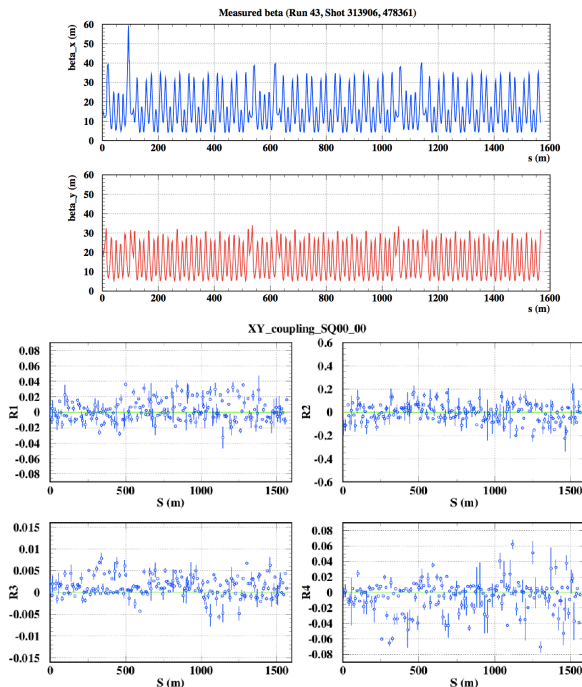 Measured beta (Run 43, Shot 313906, 478361)
beta_x (m)
60
50
40
30
20
10
0
0 200 400 600 800 1000 1200 1400 1600
s (m)
beta_y (m)
60
50
40
30
20
10
0
0 200 400 600 800 1000 1200 1400 1600
s (m)
XY_coupling_SQ00_00
R1
0.08
0.06
0.04
0.02
0
-0.02
-0.04
-0.06
-0.08
0 500 1000 1500
S (m)
R2
0.6
0.4
0.2
0
-0.2
-0.4
-0.6
0 500 1000 1500
S (m)
R3
0.015
0.01
0.005
0
-0.005
-0.01
-0.015
0 500 1000 1500
S (m)
R4
0.08
0.06
0.04
0.02
0
-0.02
-0.04
-0.06
-0.08
0 500 1000 1500
S (m)